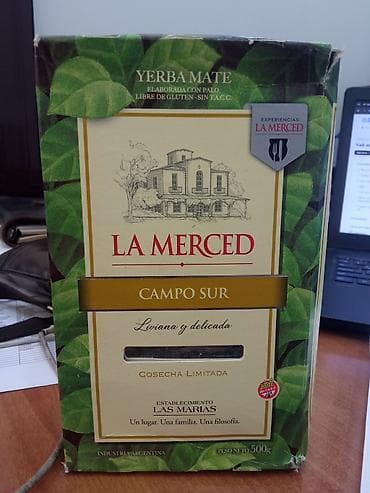 YERBA MATE
ELABORADA CON PALO
LIBRE DE GLUTEN - SIN T.A.C.C.
EXPERIENCIAS
LA MERCED
LA MERCED
CAMPO SUR
Liviana y delicada
COSECHA LIMITADA
ESTABLECIMIENTO
LAS MARIAS
Un lugar. Una familia. Una filosofía.
INDUSTRIA ARGENTINA
PESO NETO 500g